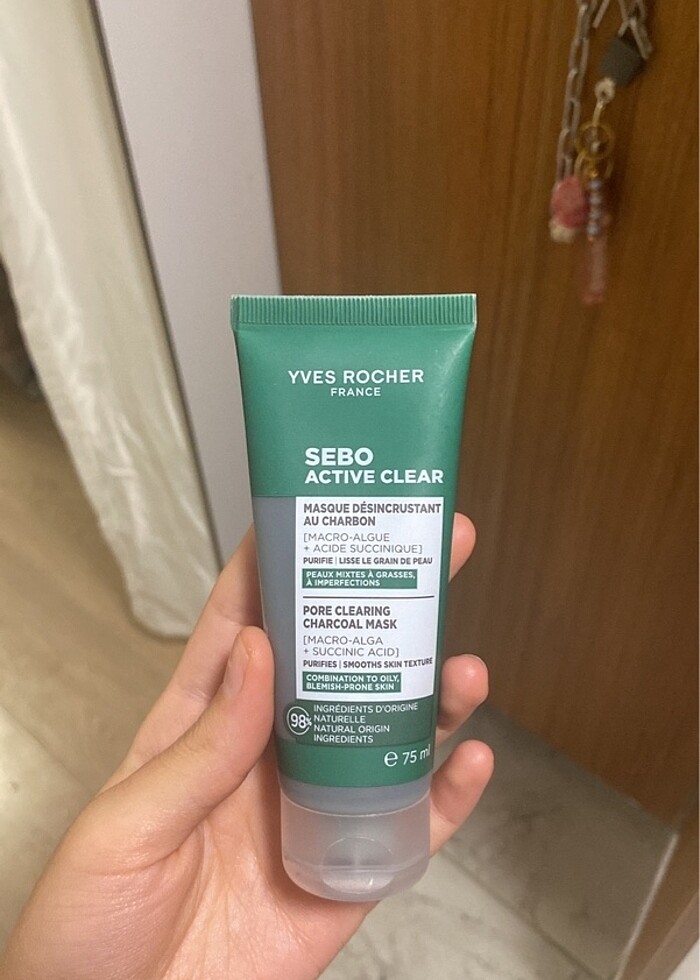 YVES ROCHER
FRANCE
SEBO
ACTIVE CLEAR
MASQUE DÉSINCRUSTANT
AU CHARBON
[MACRO-ALGUE
+ ACIDE SUCCINIQUE]
PURIFIE | LISSE LE GRAIN DE PEAU
PEAUX MIXTES À GRASSES,
À IMPERFECTIONS
PORE CLEARING
CHARCOAL MASK
[MACRO-ALGA
+ SUCCINIC ACID]
PURIFIES | SMOOTHS SKIN TEXTURE
COMBINATION TO OILY,
BLEMISH-PRONE SKIN
98%
INGRÉDIENTS D'ORIGINE
NATURELLE
NATURAL ORIGIN
INGREDIENTS
℮ 75 ml